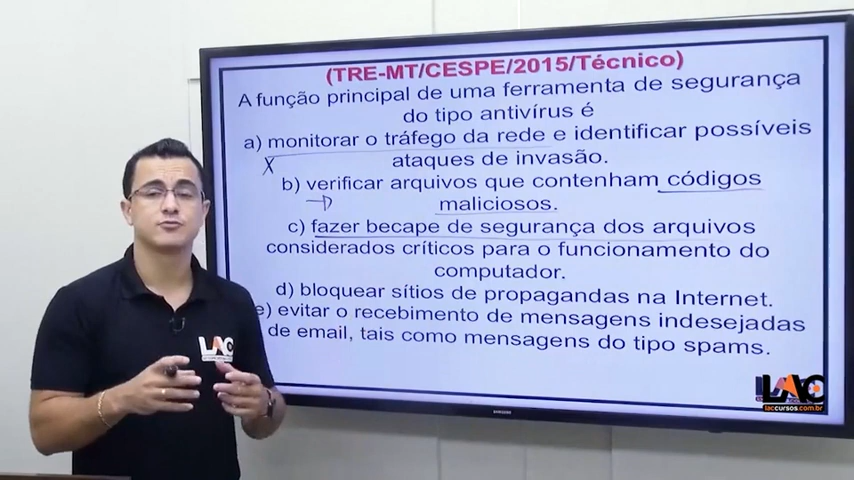 (TRE-MT/CESPE/2015/Técnico)
A função principal de uma ferramenta de segurança
do tipo antivírus é
a) monitorar o tráfego da rede e identificar possíveis
ataques de invasão.
b) verificar arquivos que contenham códigos
maliciosos.
c) fazer becape de segurança dos arquivos
considerados críticos para o funcionamento do
computador.
d) bloquear sítios de propagandas na Internet.
e) evitar o recebimento de mensagens indesejadas
de email, tais como mensagens do tipo spams.
LAC
LAC
laccursos.com.br
SAMSUNG